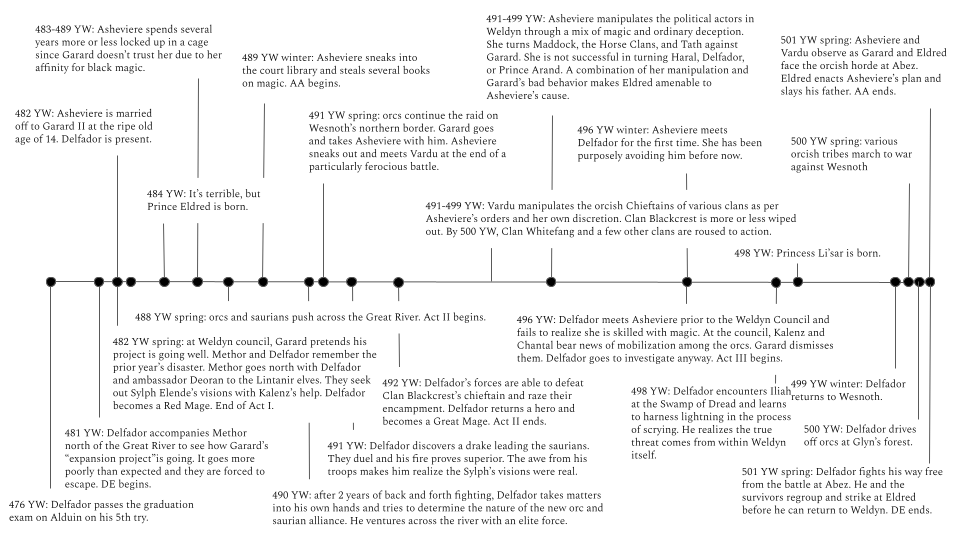 483-489 YW: Asheviere spends several
years more or less locked up in a cage
since Garard doesn't trust her due to her
affinity for black magic.
489 YW winter: Asheviere sneaks into
the court library and steals several books
on magic. AA begins.
491-499 YW: Asheviere manipulates the political actors in
Weldyn through a mix of magic and ordinary deception.
She turns Maddock, the Horse Clans, and Tath against
Garard. She is not successful in turning Haral, Delfador,
or Prince Arand. A combination of her manipulation and
Garard's bad behavior makes Eldred amenable to
Asheviere's cause.
501 YW spring: Asheviere and
Vardu observe as Garard and Eldred
face the orcish horde at Abez.
Eldred enacts Asheviere's plan and
slays his father. AA ends.
482 YW: Asheviere is married
off to Garard II at the ripe old
age of 14. Delfador is present.
491 YW spring: orcs continue the raid on
Wesnoth's northern border. Garard goes
and takes Asheviere with him. Asheviere
sneaks out and meets Vardu at the end of a
particularly ferocious battle.
496 YW winter: Asheviere meets
Delfador for the first time. She has been
purposely avoiding him before now.
500 YW spring: various
orcish tribes march to war
against Wesnoth
484 YW: It's terrible, but
Prince Eldred is born.
491-499 YW: Vardu manipulates the orcish Chieftains of various clans as per
Asheviere's orders and her own discretion. Clan Blackcrest is more or less wiped
out. By 500 YW, Clan Whitefang and a few other clans are roused to action.
498 YW: Princess Li'sar is born.
488 YW spring: orcs and saurians push across the Great River. Act II begins.
482 YW spring: at Weldyn council, Garard pretends his
project is going well. Methor and Delfador remember the
prior year's disaster. Methor goes north with Delfador
and ambassador Deoran to the Lintanir elves. They seek
out Sylph Elende's visions with Kalenz's help. Delfador
becomes a Red Mage. End of Act I.
496 YW: Delfador meets Asheviere prior to the Weldyn Council and
fails to realize she is skilled with magic. At the council, Kalenz and
Chantal bear news of mobilization among the orcs. Garard dismisses
them. Delfador goes to investigate anyway. Act III begins.
492 YW: Delfador's forces are able to defeat
Clan Blackcrest's chieftain and raze their
encampment. Delfador returns a hero and
becomes a Great Mage. Act II ends.
498 YW: Delfador encounters Iliah
at the Swamp of Dread and learns
to harness lightning in the process
of scrying. He realizes the true
threat comes from within Weldyn
itself.
499 YW winter: Delfador
returns to Wesnoth.
481 YW: Delfador accompanies Methor
north of the Great River to see how Garard's
"expansion project"is going. It goes more
poorly than expected and they are forced to
escape. DE begins.
491 YW: Delfador discovers a drake leading the saurians.
They duel and his fire proves superior. The awe from his
troops makes him realize the Sylph's visions were real.
500 YW: Delfador drives
off orcs at Glyn's forest.
476 YW: Delfador passes the graduation
exam on Alduin on his 5th try.
490 YW: after 2 years of back and forth fighting, Delfador takes matters
into his own hands and tries to determine the nature of the new orc and
saurian alliance. He ventures across the river with an elite force.
501 YW spring: Delfador fights his way free
from the battle at Abez. He and the
survivors regroup and strike at Eldred
before he can return to Weldyn. DE ends.